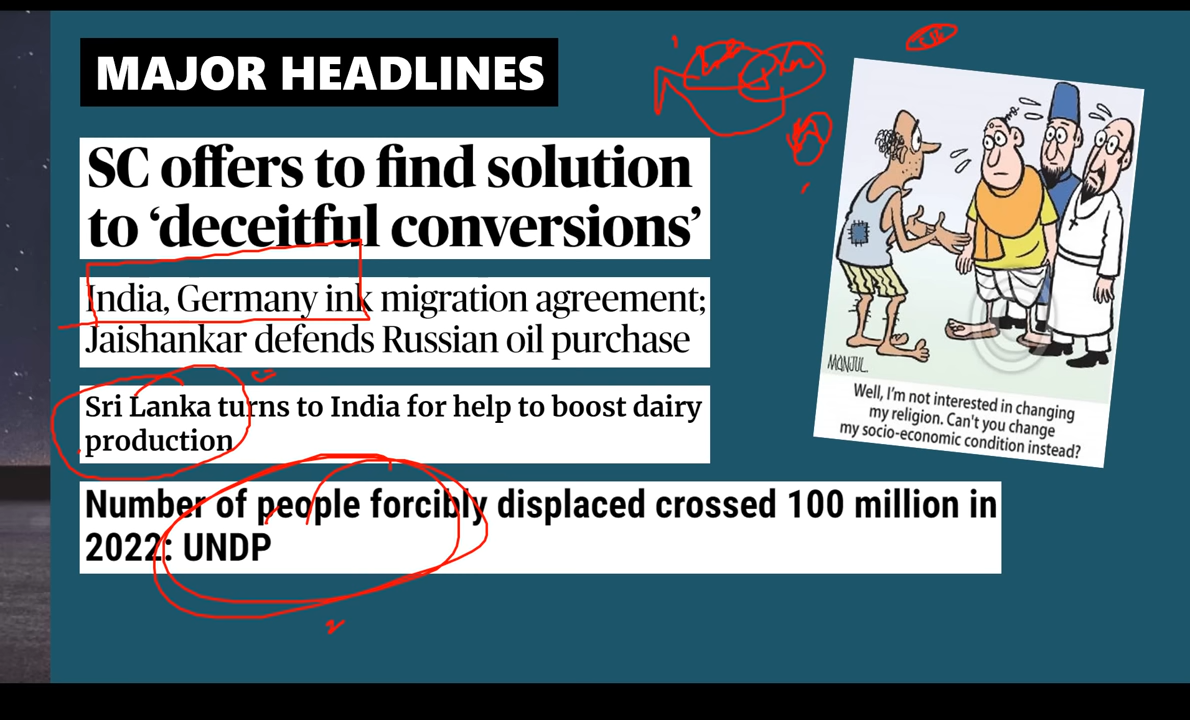 MAJOR HEADLINES
SC offers to find solution
to ‘deceitful conversions’
India, Germany ink migration agreement;
Jaishankar defends Russian oil purchase
Sri Lanka turns to India for help to boost dairy
production
Number of people forcibly displaced crossed 100 million in
2022: UNDP
MANJUL
Well, I'm not interested in changing
my religion. Can't you change
my socio-economic condition instead?